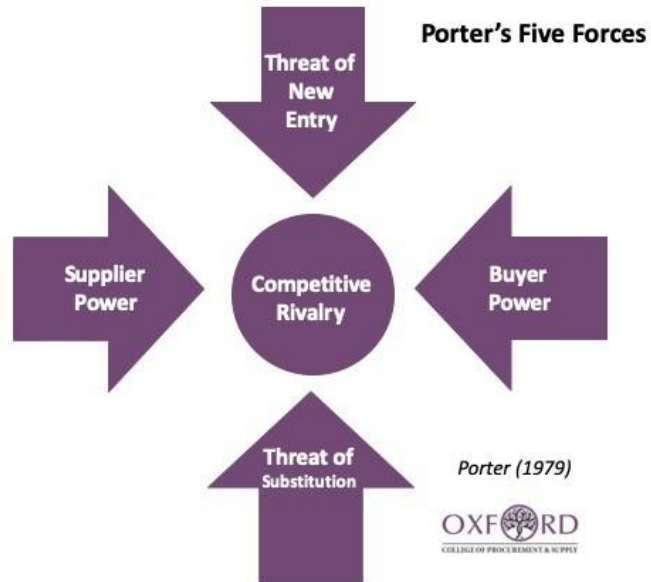 Porter's Five Forces
Threat of
New
Entry
Supplier
Power
Competitive
Rivalry
Buyer
Power
Threat of
Substitution
Porter (1979)
OXFORD
COLLEGE OF PROCUREMENT & SUPPLY